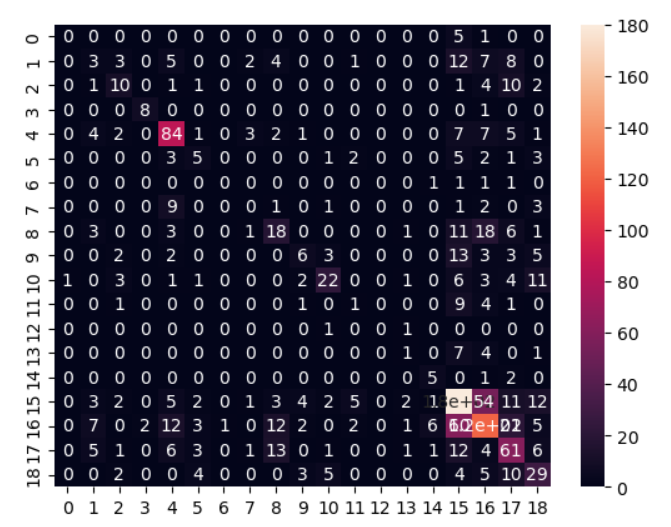 180
0 0 0 0 0 0 0 0 0 0 0 0 0 0 0 0 5 1 0 0
1 0 3 3 0 5 0 0 2 4 0 0 1 0 0 0 12 7 8 0
160
2 0 1 10 0 1 1 0 0 0 0 0 0 0 0 0 1 4 10 2
3 0 0 0 8 0 0 0 0 0 0 0 0 0 0 0 0 1 0 0
140
4 0 4 2 0 84 1 0 3 2 1 0 0 0 0 0 7 7 5 1
5 0 0 0 0 3 5 0 0 0 0 1 2 0 0 0 5 2 1 3
120
6 0 0 0 0 0 0 0 0 0 0 0 0 0 0 1 1 1 1 0
7 0 0 0 0 9 0 0 0 1 0 1 0 0 0 0 1 2 0 3
100
8 0 3 0 0 3 0 0 1 18 0 0 0 0 1 0 11 18 6 1
9 0 0 2 0 2 0 0 0 0 6 3 0 0 0 0 13 3 3 5
80
10 1 0 3 0 1 1 0 0 0 2 22 0 0 1 0 6 3 4 11
11 0 0 1 0 0 0 0 0 0 1 0 1 0 0 0 9 4 1 0
60
12 0 0 0 0 0 0 0 0 0 0 1 0 0 1 0 0 0 0 0
13 0 0 0 0 0 0 0 0 0 0 0 0 0 1 0 7 4 0 1
40
14 0 0 0 0 0 0 0 0 0 0 0 0 0 0 5 0 1 2 0
15 0 3 2 0 5 2 0 1 3 4 2 5 0 2 54 11 12
16 0 7 0 2 12 3 1 0 12 2 0 2 0 1 6 5
20
17 0 5 1 0 6 3 0 1 13 0 1 0 0 1 1 12 4 61 6
18 0 0 2 0 0 4 0 0 0 3 5 0 0 0 0 4 5 10 29
0
0 1 2 3 4 5 6 7 8 9 10 11 12 13 14 15 16 17 18